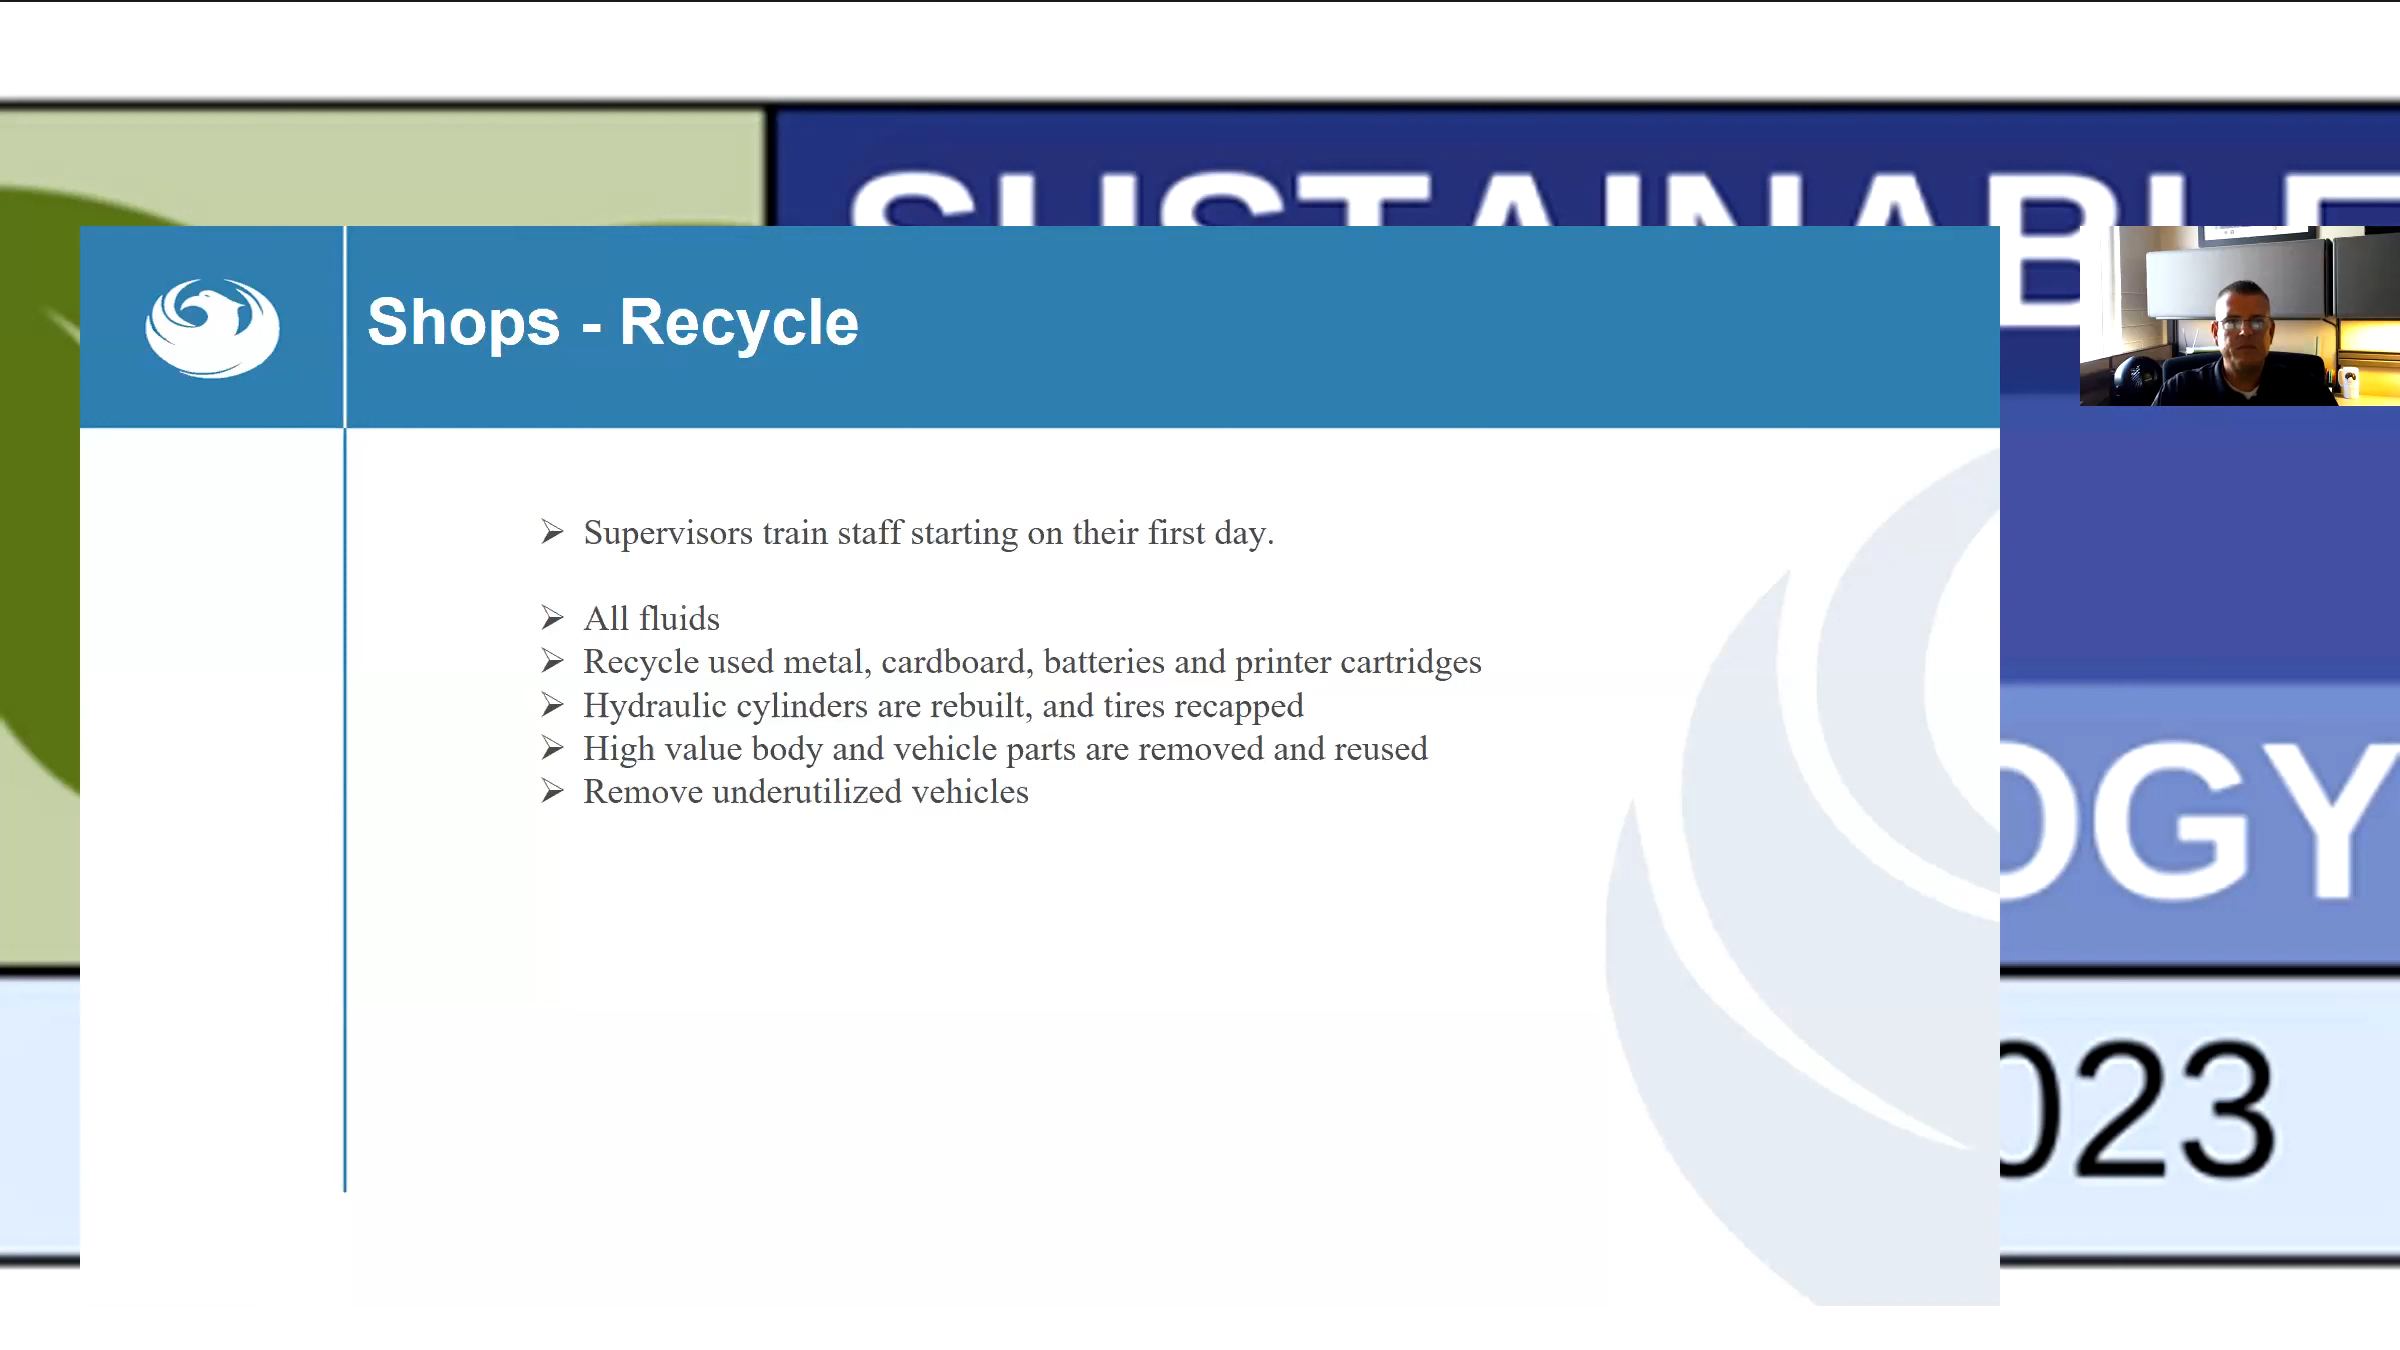 SUSTAINABLE
Shops - Recycle
➢ Supervisors train staff starting on their first day.
➢ All fluids
➢ Recycle used metal, cardboard, batteries and printer cartridges
➢ Hydraulic cylinders are rebuilt, and tires recapped
➢ High value body and vehicle parts are removed and reused
➢ Remove underutilized vehicles
OGY
023